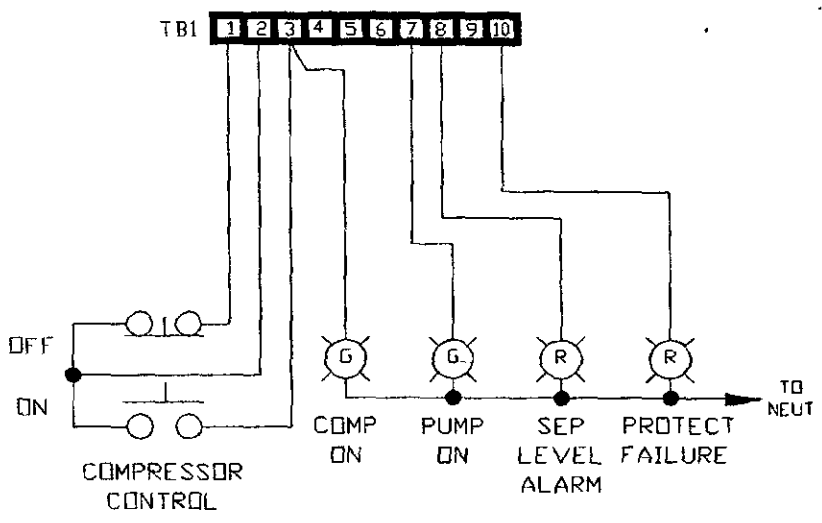 TB1 1 2 3 4 5 6 7 8 9 10
OFF
ON
G G R R
TO
NEUT
COMP
ON
PUMP
ON
SEP
LEVEL
ALARM
PROTECT
FAILURE
COMPRESSOR
CONTROL